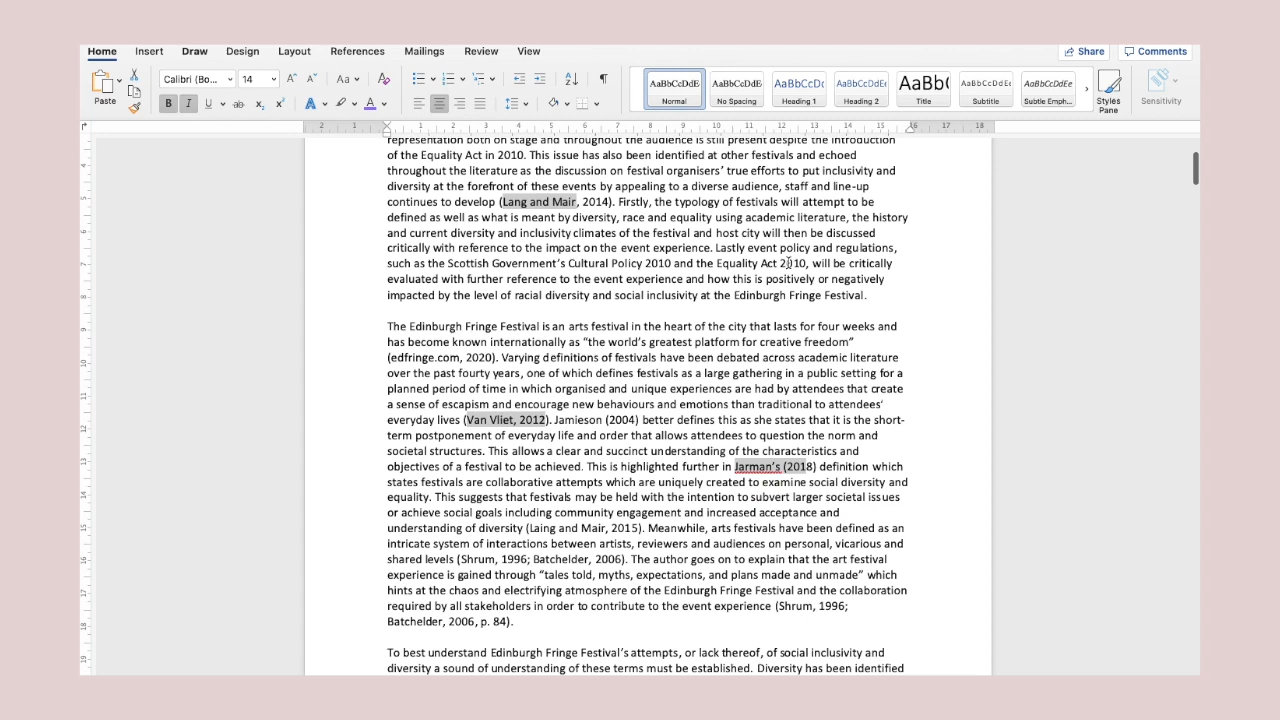 Home Insert Draw Design Layout References Mailings Review View Share Comments
Calibri (Bo... 14 Aa
Paste
B I U ab x₂ x² A A
AaBbCcDdE AaBbCcDdE AaBbCcDc AaBbCcDdE AaBb( AaBbCcDdE AaBbCcDdE
Normal No Spacing Heading 1 Heading 2 Title Subtitle Subtle Emph... Styles Pane Sensitivity
2 1 1 2 3 4 5 6 7 8 9 10 11 12 13 14 15 16 17 18
representation both on stage and throughout the audience is still present despite the introduction
of the Equality Act in 2010. This issue has also been identified at other festivals and echoed
throughout the literature as the discussion on festival organisers' true efforts to put inclusivity and
diversity at the forefront of these events by appealing to a diverse audience, staff and line-up
continues to develop (Lang and Mair, 2014). Firstly, the typology of festivals will attempt to be
defined as well as what is meant by diversity, race and equality using academic literature, the history
and current diversity and inclusivity climates of the festival and host city will then be discussed
critically with reference to the impact on the event experience. Lastly event policy and regulations,
such as the Scottish Government's Cultural Policy 2010 and the Equality Act 2010, will be critically
evaluated with further reference to the event experience and how this is positively or negatively
impacted by the level of racial diversity and social inclusivity at the Edinburgh Fringe Festival.
The Edinburgh Fringe Festival is an arts festival in the heart of the city that lasts for four weeks and
has become known internationally as “the world's greatest platform for creative freedom”
(edfringe.com, 2020). Varying definitions of festivals have been debated across academic literature
over the past fourty years, one of which defines festivals as a large gathering in a public setting for a
planned period of time in which organised and unique experiences are had by attendees that create
a sense of escapism and encourage new behaviours and emotions than traditional to attendees'
everyday lives (Van Vliet, 2012). Jamieson (2004) better defines this as she states that it is the short-
term postponement of everyday life and order that allows attendees to question the norm and
societal structures. This allows a clear and succinct understanding of the characteristics and
objectives of a festival to be achieved. This is highlighted further in Jarman's (2018) definition which
states festivals are collaborative attempts which are uniquely created to examine social diversity and
equality. This suggests that festivals may be held with the intention to support larger societal issues
or achieve social goals including community engagement and increased acceptance and
understanding of diversity (Laing and Mair, 2015). Meanwhile, arts festivals have been defined as an
intricate system of interactions between artists, reviewers and audiences on personal, vicarious and
shared levels (Shrum, 1996; Batchelder, 2006). The author goes on to explain that the art festival
experience is gained through “tales told, myths, expectations, and plans made and unmade” which
hints at the chaos and electrifying atmosphere of the Edinburgh Fringe Festival and the collaboration
required by all stakeholders in order to contribute to the event experience (Shrum, 1996;
Batchelder, 2006, p. 84).
To best understand Edinburgh Fringe Festival's attempts, or lack thereof, of social inclusivity and
diversity a sound of understanding of these terms must be established. Diversity has been identified